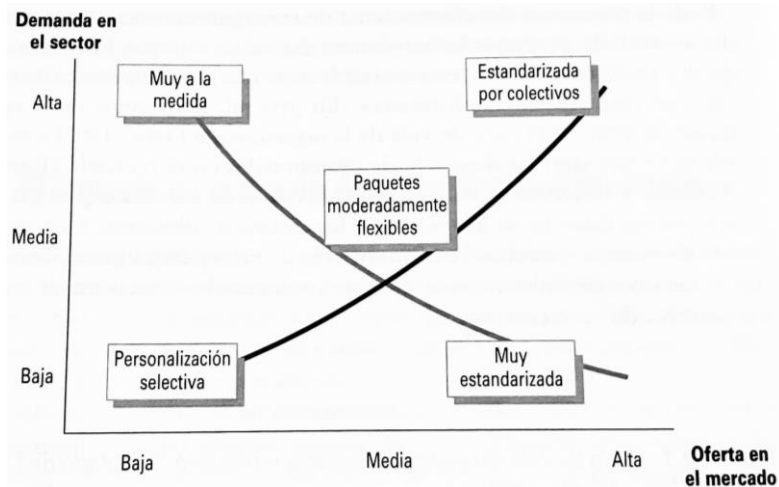 Demanda en
el sector
Alta
Muy a la
medida
Estandarizada
por colectivos
Paquetes
moderadamente
flexibles
Media
Personalización
selectiva
Muy
estandarizada
Baja
Baja
Media
Alta
Oferta en
el mercado